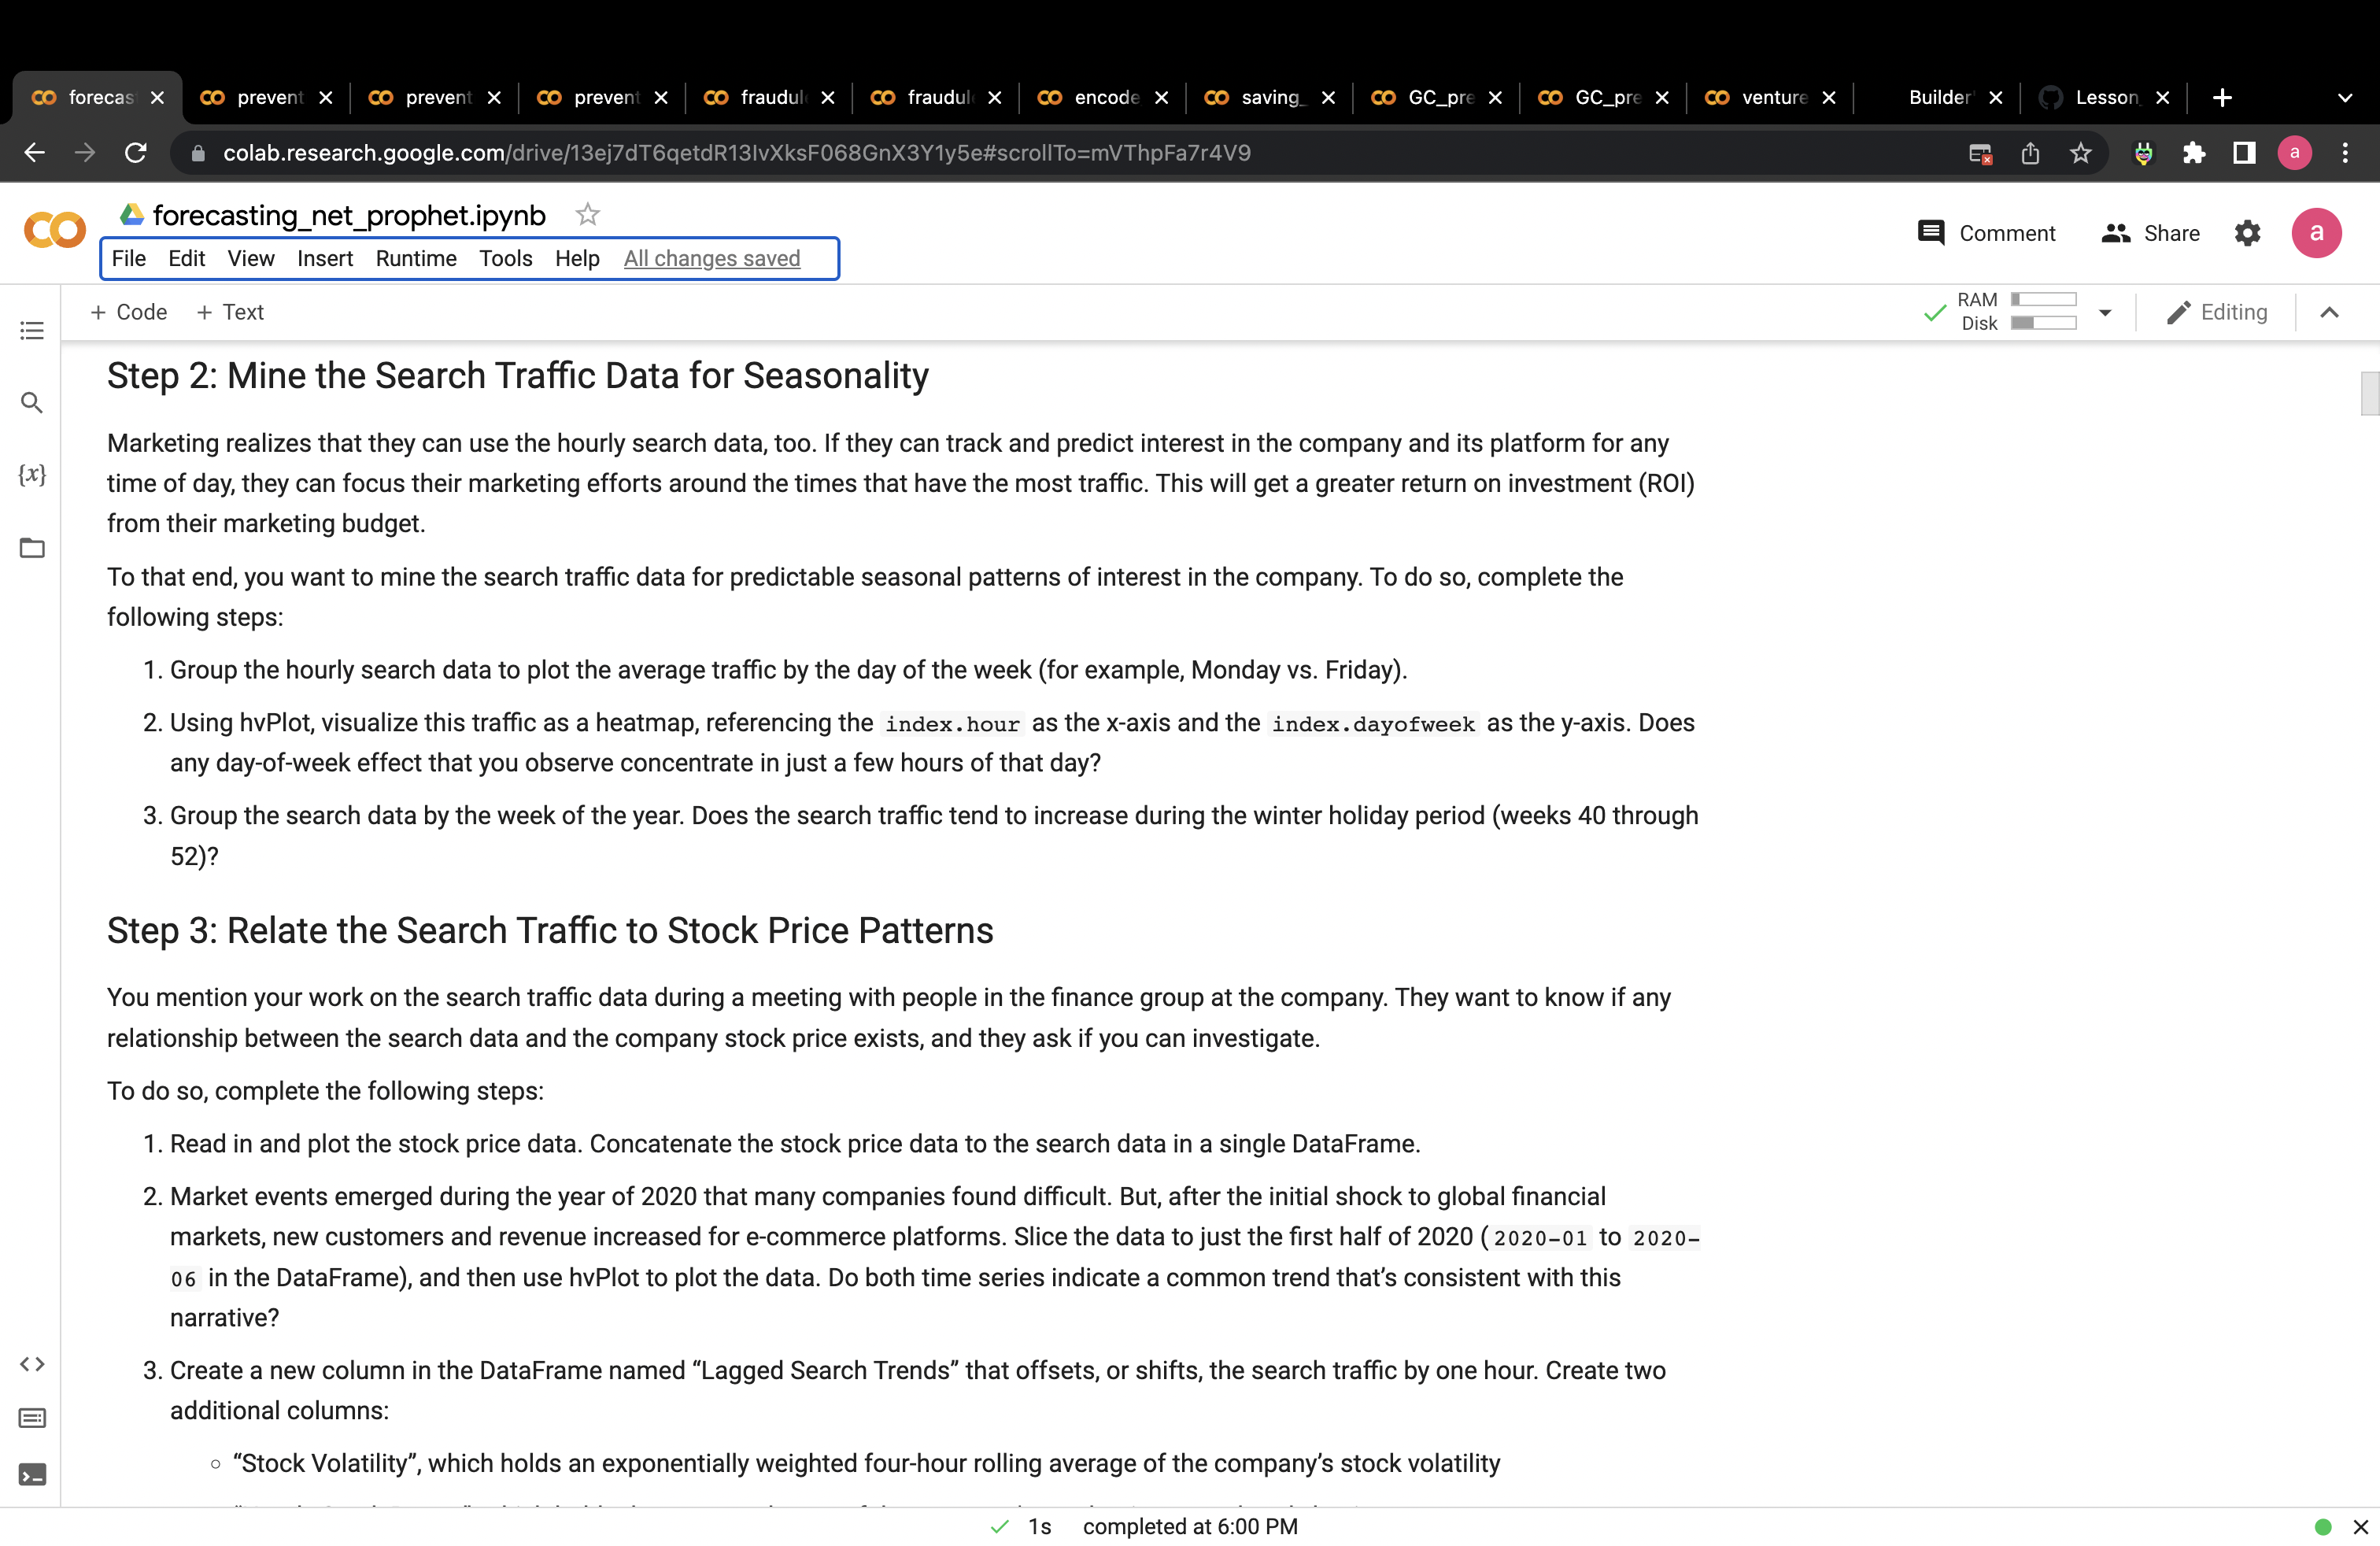 forecas
prevent
prevent
prevent
fraudul
fraudul
encode
saving_
GC_pre
GC_pre
venture
Builder'
Lesson_
colab.research.google.com/drive/13ej7dT6qetdR13IvXksF068GnX3Y1y5e#scrollTo=mVThpFa7r4V9
a
forecasting_net_prophet.ipynb
File Edit View Insert Runtime Tools Help All changes saved
Comment
Share
a
+ Code + Text
RAM
Disk
Editing
{x}
Step 2: Mine the Search Traffic Data for Seasonality
Marketing realizes that they can use the hourly search data, too. If they can track and predict interest in the company and its platform for any
time of day, they can focus their marketing efforts around the times that have the most traffic. This will get a greater return on investment (ROI)
from their marketing budget.
To that end, you want to mine the search traffic data for predictable seasonal patterns of interest in the company. To do so, complete the
following steps:
1. Group the hourly search data to plot the average traffic by the day of the week (for example, Monday vs. Friday).
2. Using hvPlot, visualize this traffic as a heatmap, referencing the index.hour as the x-axis and the index.dayofweek as the y-axis. Does
any day-of-week effect that you observe concentrate in just a few hours of that day?
3. Group the search data by the week of the year. Does the search traffic tend to increase during the winter holiday period (weeks 40 through
52)?
Step 3: Relate the Search Traffic to Stock Price Patterns
You mention your work on the search traffic data during a meeting with people in the finance group at the company. They want to know if any
relationship between the search data and the company stock price exists, and they ask if you can investigate.
To do so, complete the following steps:
1. Read in and plot the stock price data. Concatenate the stock price data to the search data in a single DataFrame.
2. Market events emerged during the year of 2020 that many companies found difficult. But, after the initial shock to global financial
markets, new customers and revenue increased for e-commerce platforms. Slice the data to just the first half of 2020 (2020-01 to 2020-
06 in the DataFrame), and then use hvPlot to plot the data. Do both time series indicate a common trend that’s consistent with this
narrative?
3. Create a new column in the DataFrame named “Lagged Search Trends” that offsets, or shifts, the search traffic by one hour. Create two
additional columns:
○ “Stock Volatility”, which holds an exponentially weighted four-hour rolling average of the company’s stock volatility
1s completed at 6:00 PM